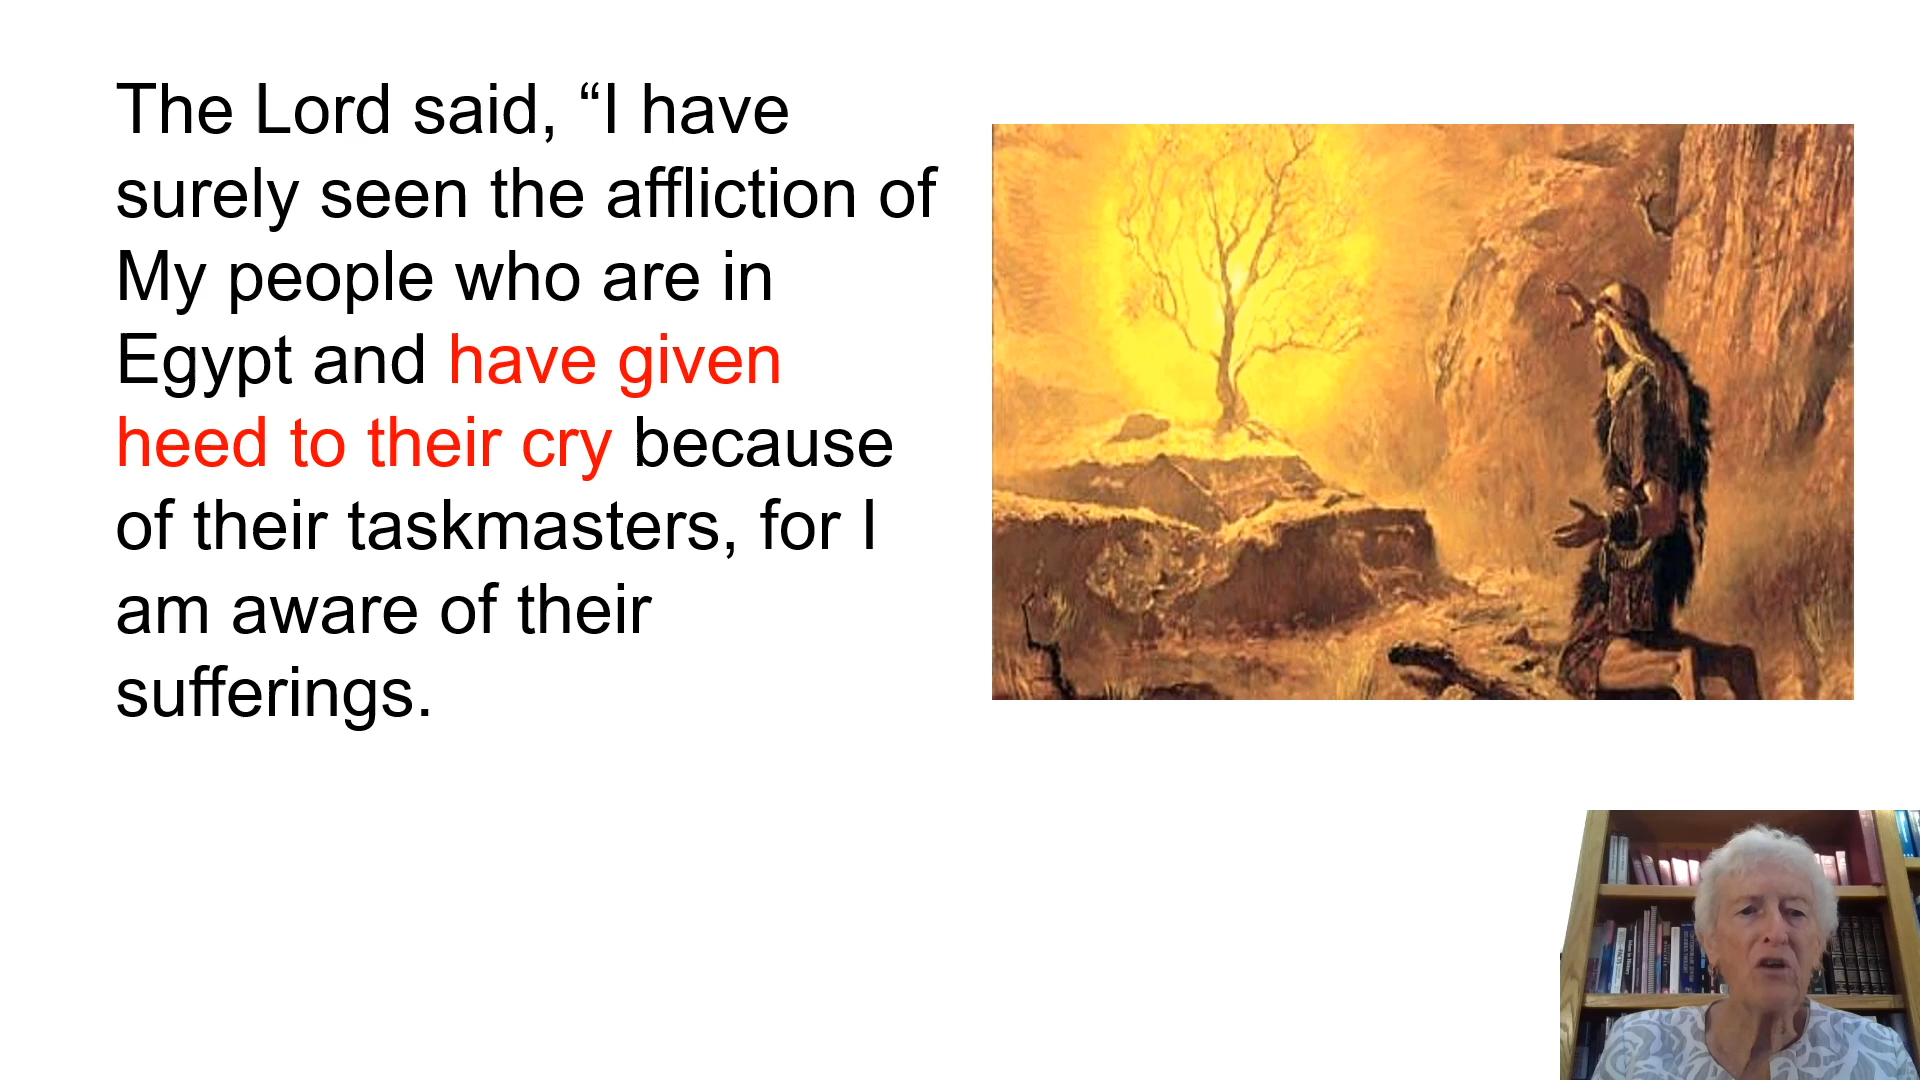 The Lord said, “I have
surely seen the affliction of
My people who are in
Egypt and have given
heed to their cry because
of their taskmasters, for I
am aware of their
sufferings.